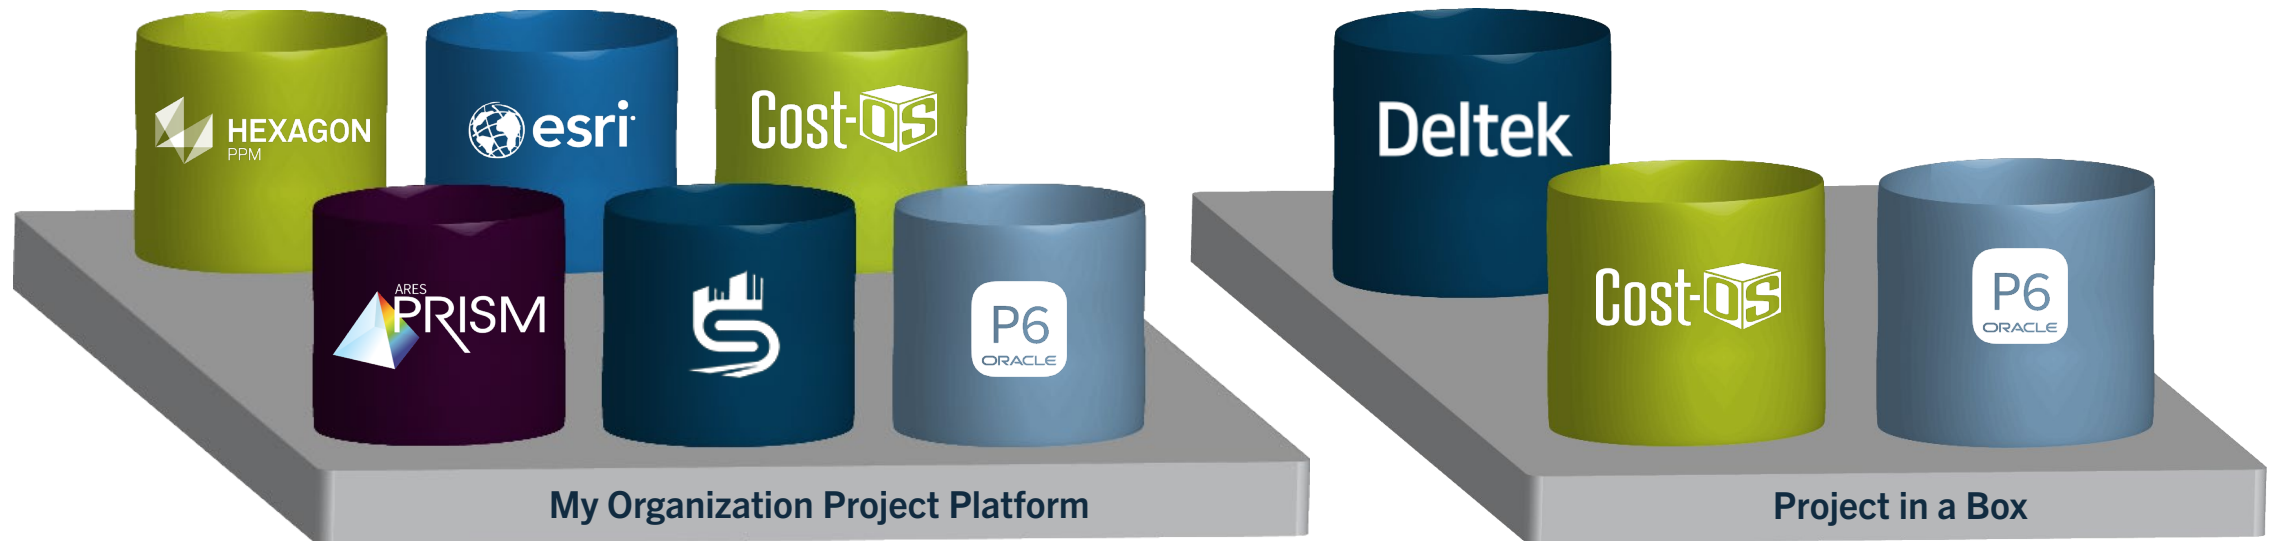 HEXAGON
PPM
esri
Cost-OS
ARES
PRISM
P6
ORACLE
My Organization Project Platform
Deltek
Cost-OS
P6
ORACLE
Project in a Box